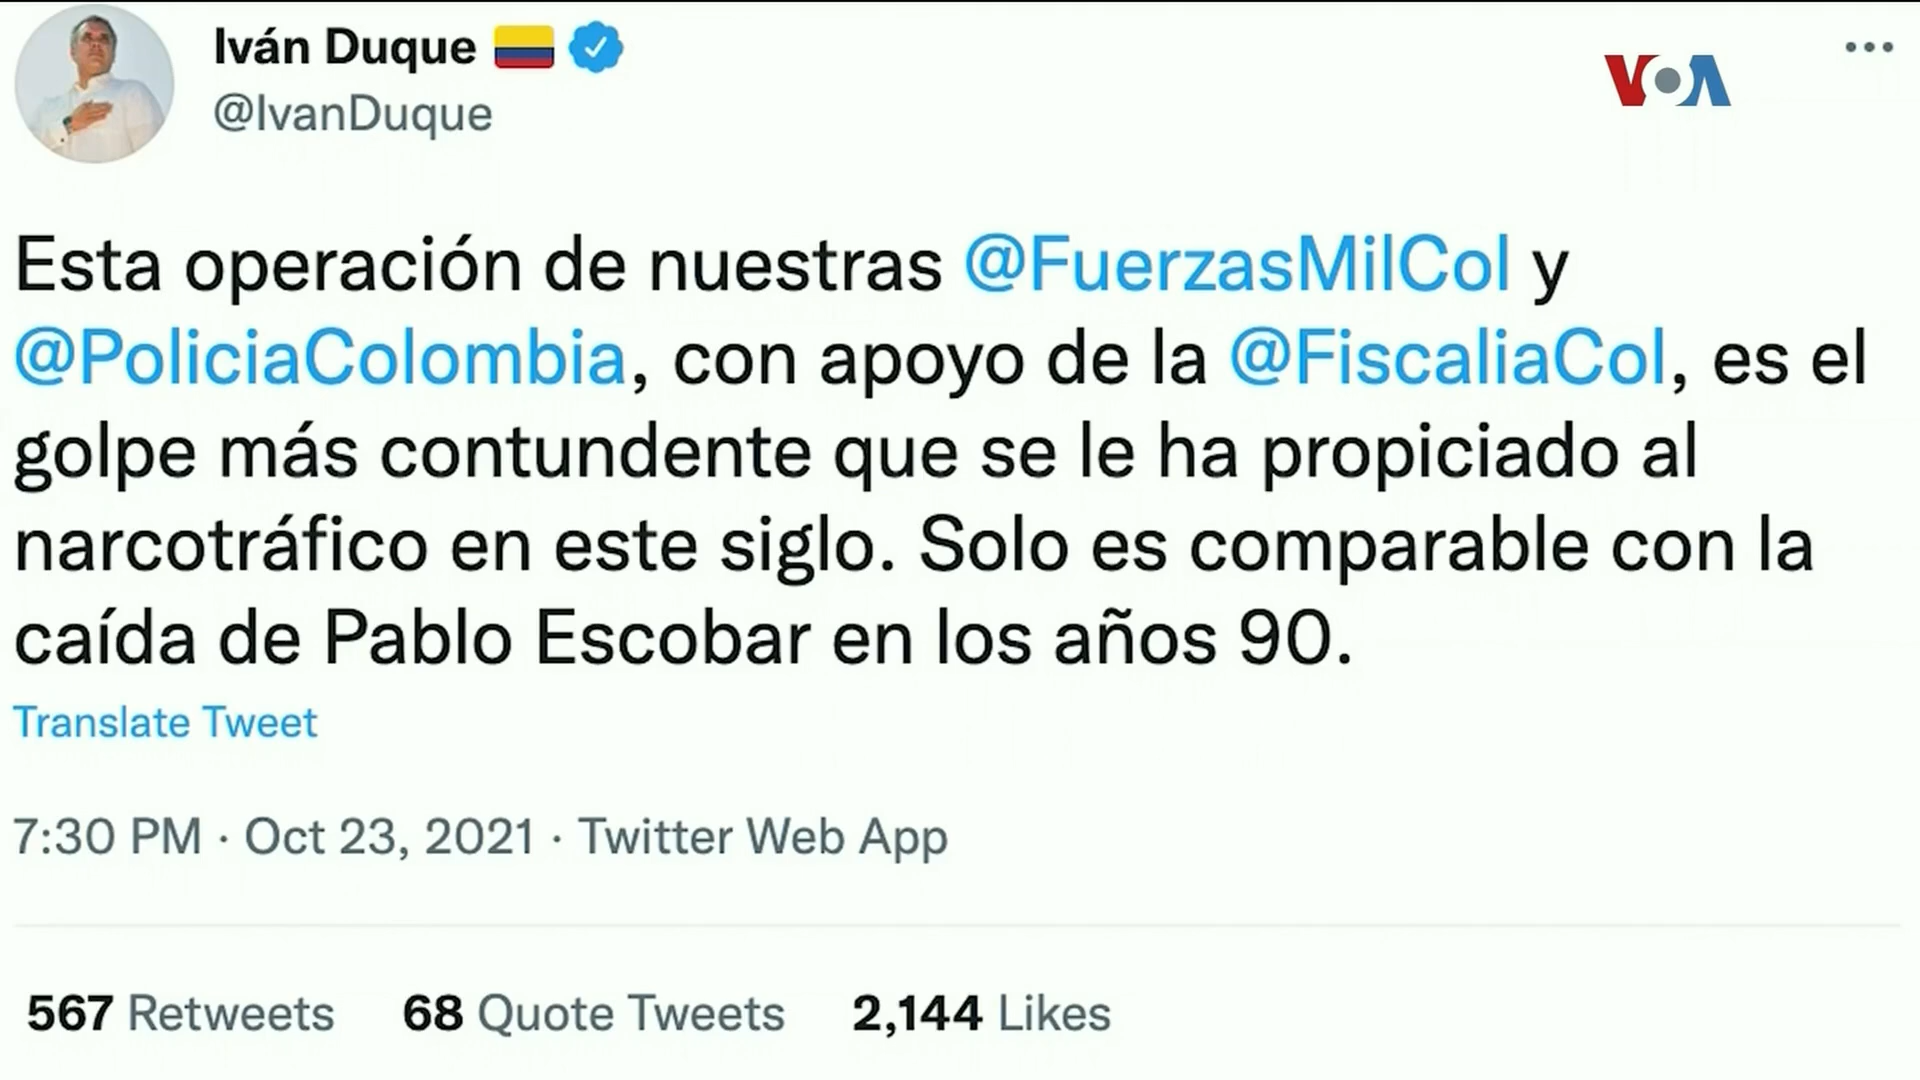 Iván Duque
@IvanDuque
VOA
Esta operación de nuestras @FuerzasMilCol y
@PoliciaColombia, con apoyo de la @FiscaliaCol, es el
golpe más contundente que se le ha propiciado al
narcotráfico en este siglo. Solo es comparable con la
caída de Pablo Escobar en los años 90.
Translate Tweet
7:30 PM · Oct 23, 2021 · Twitter Web App
567 Retweets 68 Quote Tweets 2,144 Likes